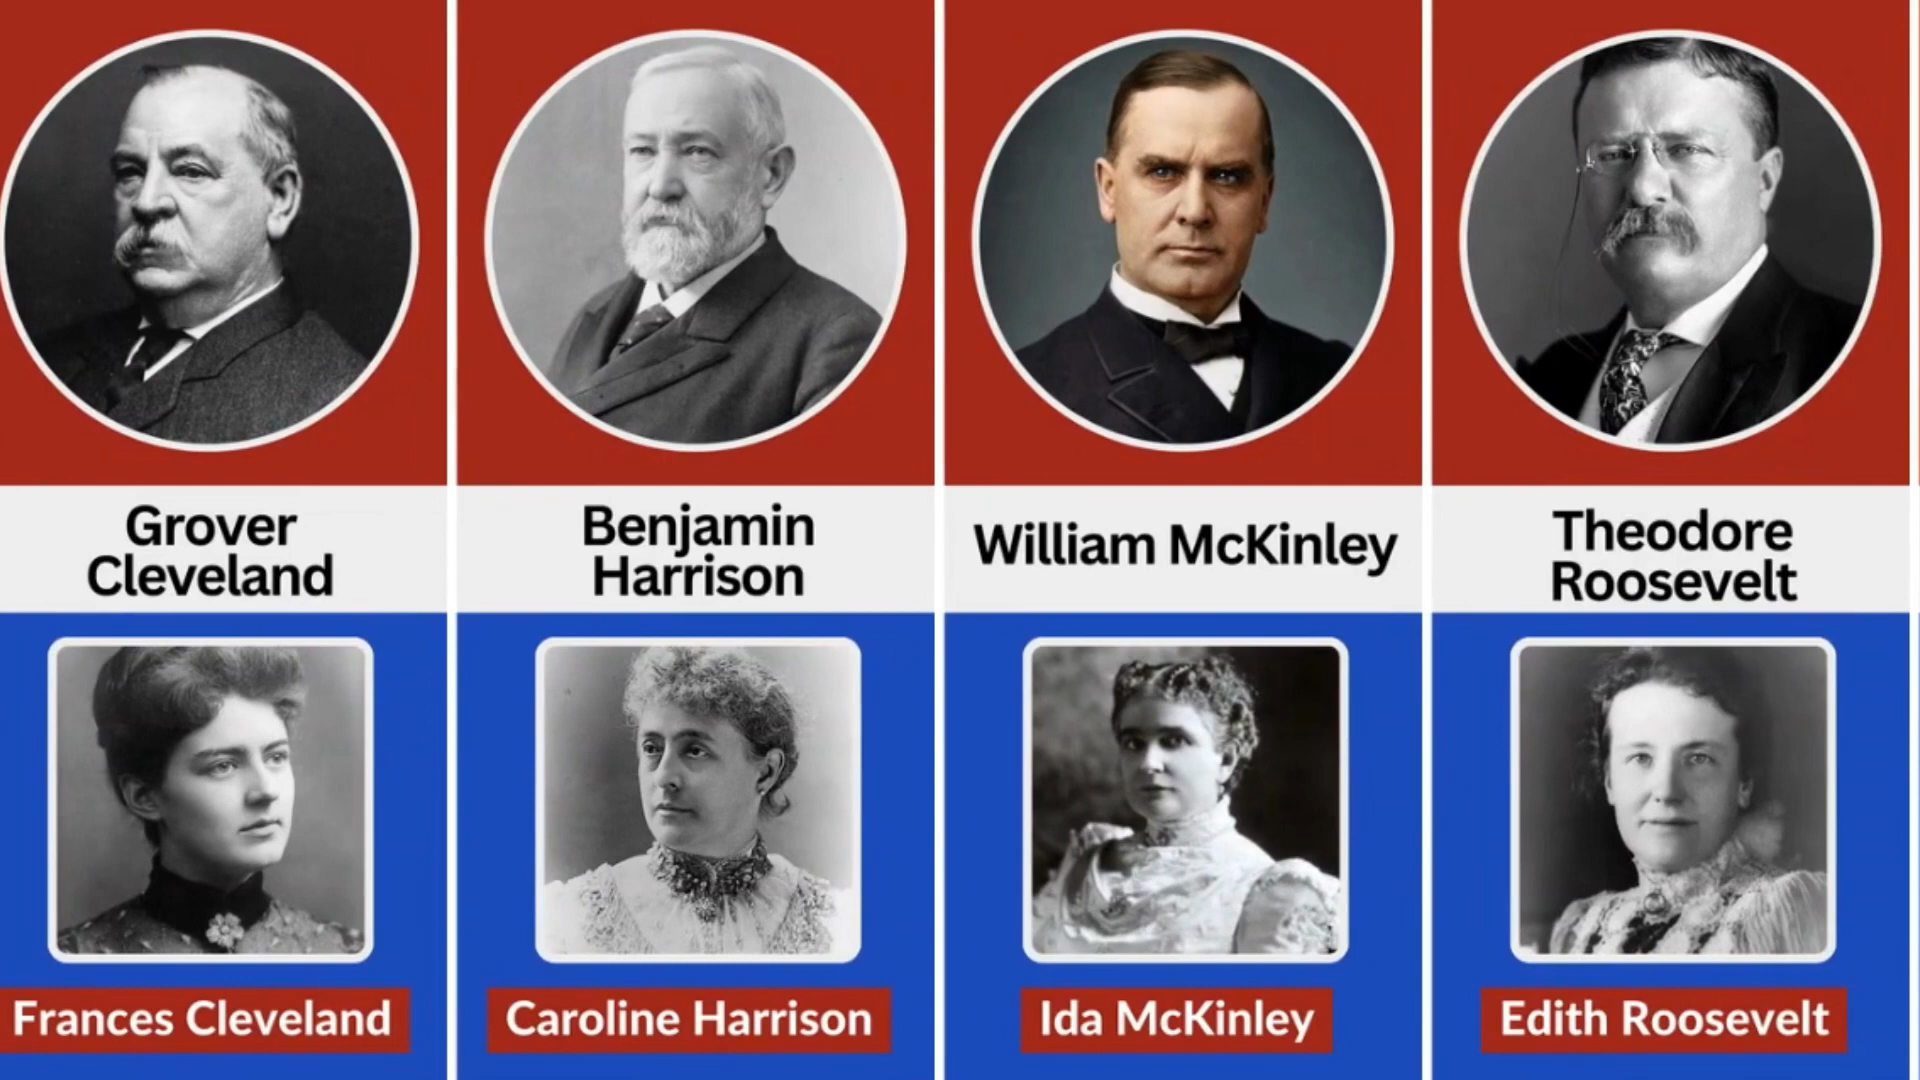 Grover
Cleveland
Benjamin
Harrison
William McKinley
Theodore
Roosevelt
Frances Cleveland
Caroline Harrison
Ida McKinley
Edith Roosevelt